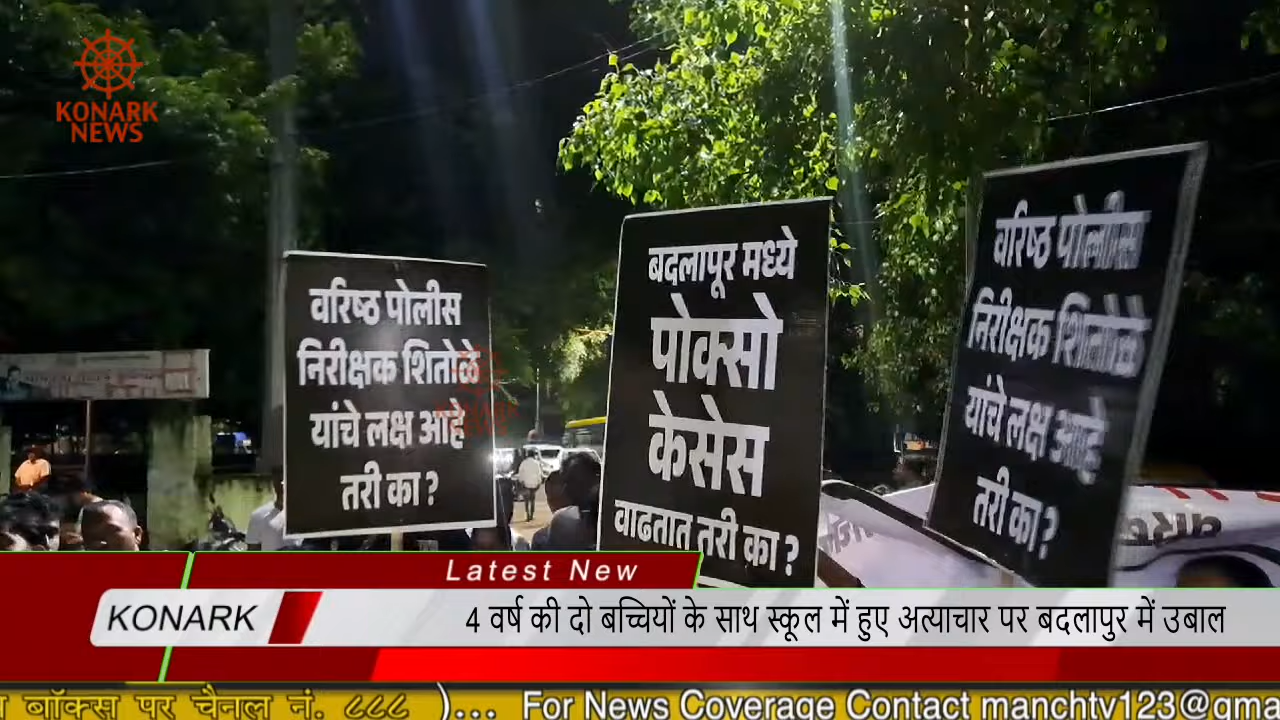 KONARK
NEWS
वरिष्ठ पोलीस
निरीक्षक शितोळे
यांचे लक्ष आहे
तरी का ?
बदलापूर मध्ये
पोक्सो
केसेस
वाढतात तरी का ?
वरिष्ठ पोलीस
निरीक्षक शितोळे
यांचे लक्ष आहे
तरी का ?
Latest New
KONARK
4 वर्ष की दो बच्चियों के साथ स्कूल में हुए अत्याचार पर बदलापुर में उबाल
बॉक्स पर चैनल नं. ८८८ )... For News Coverage Contact manchtv123@gma